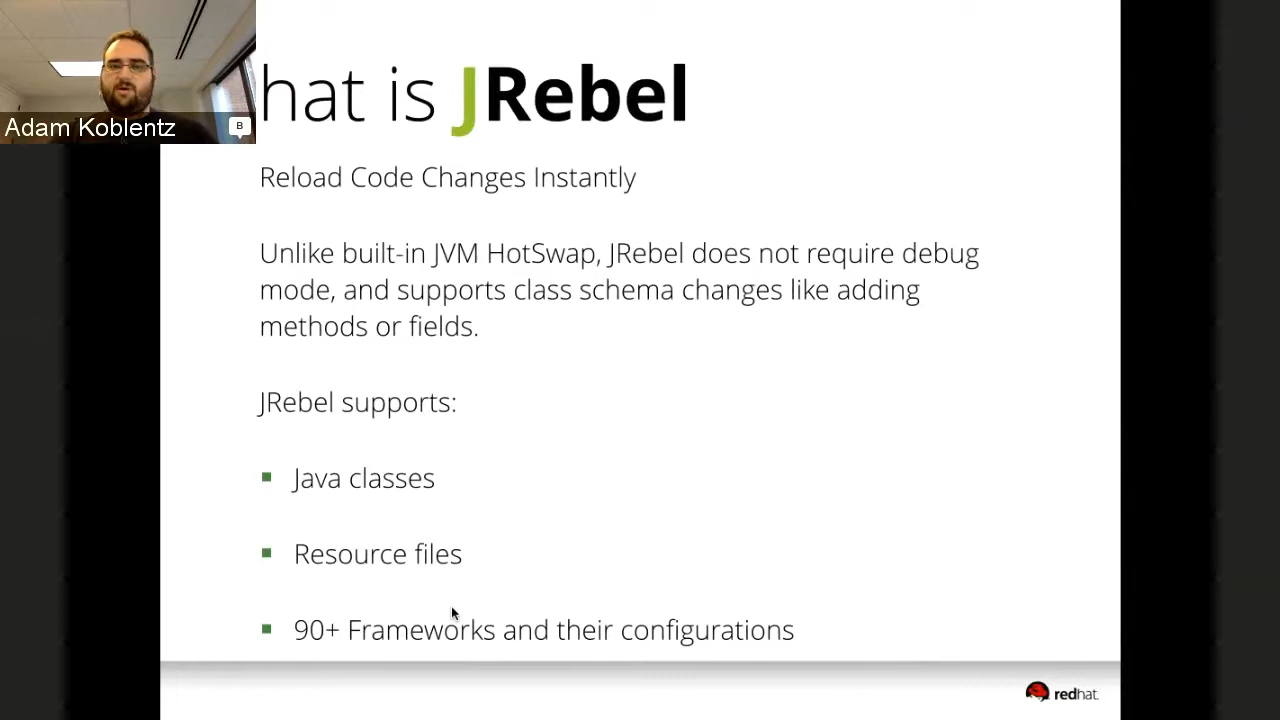 Adam Koblentz
B
hat is JRebel
Reload Code Changes Instantly
Unlike built-in JVM HotSwap, JRebel does not require debug
mode, and supports class schema changes like adding
methods or fields.
JRebel supports:
Java classes
Resource files
90+ Frameworks and their configurations
redhat.